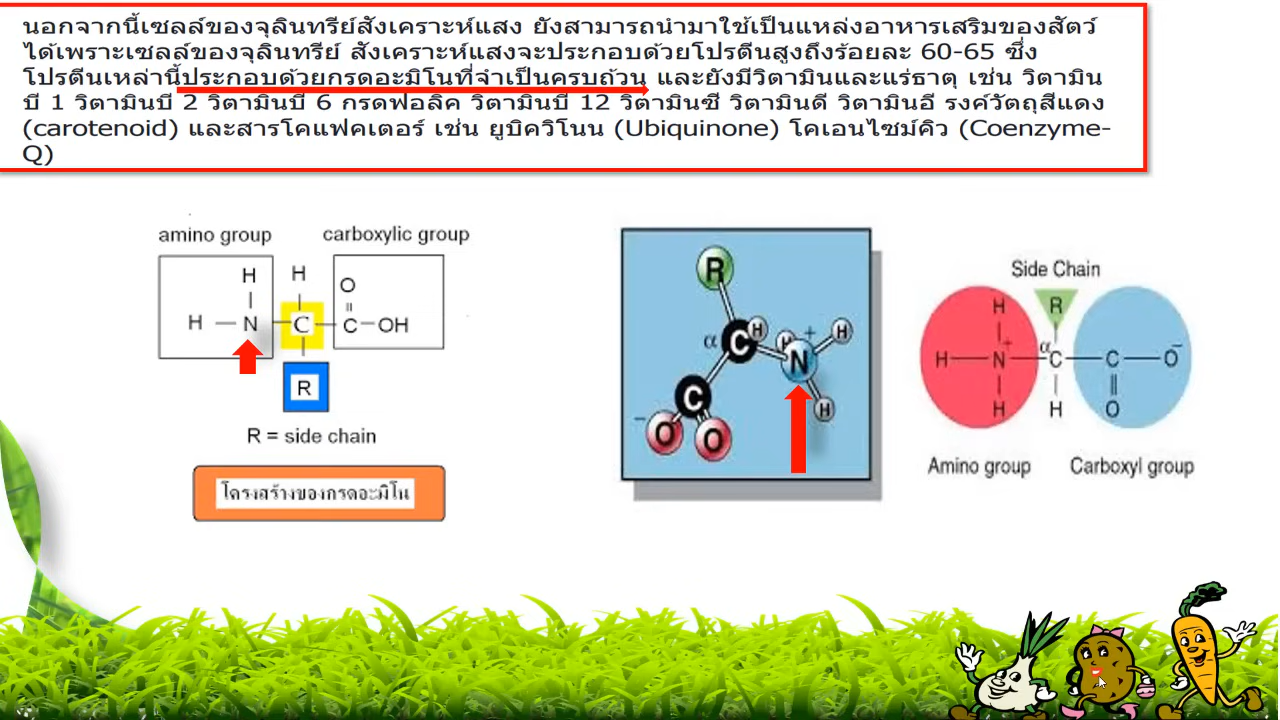 นอกจากนี้เซลล์ของจุลินทรีย์สังเคราะห์แสง ยังสามารถนำมาใช้เป็นแหล่งอาหารเสริมของสัตว์
ได้เพราะเซลล์ของจุลินทรีย์ สังเคราะห์แสงจะประกอบด้วยโปรตีนสูงถึงร้อยละ 60-65 ซึ่ง
โปรตีนเหล่านี้ประกอบด้วยกรดอะมิโนที่จำเป็นครบถ้วน และยังมีวิตามินและแร่ธาตุ เช่น วิตามิน
บี 1 วิตามินบี 2 วิตามินบี 6 กรดฟอลิค วิตามินบี 12 วิตามินซี วิตามินดี วิตามินอี รงค์วัตถุสีแดง
(carotenoid) และสารโคแฟคเตอร์ เช่น ยูบิควิโนน (Ubiquinone) โคเอนไซม์คิว (Coenzyme-
Q)
amino group
carboxylic group
H H O
H N C C OH
R
R = side chain
โครงสร้างของกรดอะมิโน
R
α C H H + H
N
C H
− O O
Side Chain
H R
+ α −
H N C C O
H H O
Amino group Carboxyl group